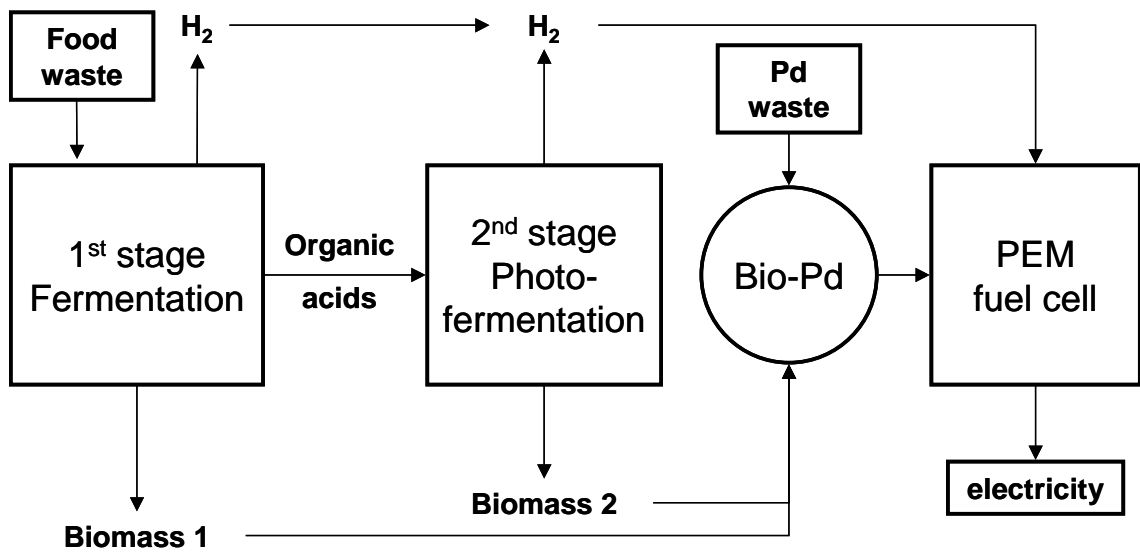 Food
waste
H₂
H₂
Pd
waste
1ˢᵗ stage
Fermentation
Organic
acids
2ⁿᵈ stage
Photo-
fermentation
Bio-Pd
PEM
fuel cell
electricity
Biomass 2
Biomass 1